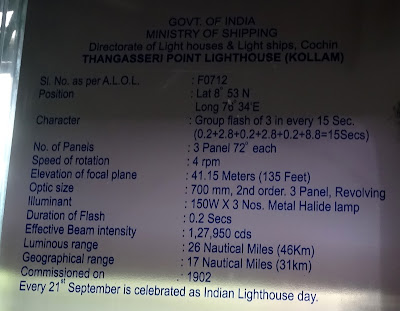 GOVT. OF INDIA
MINISTRY OF SHIPPING
Directorate of Light houses & Light ships, Cochin
THANGASSERI POINT LIGHTHOUSE (KOLLAM)
Sl. No. as per A.L.O.L. : F0712
Position : Lat 8° 53 N
Long 76° 34'E
Character : Group flash of 3 in every 15 Sec.
(0.2+2.8+0.2+2.8+0.2+8.8=15Secs)
No. of Panels : 3 Panel 72° each
Speed of rotation : 4 rpm
Elevation of focal plane : 41.15 Meters (135 Feet)
Optic size : 700 mm, 2nd order. 3 Panel, Revolving
Illuminant : 150W X 3 Nos. Metal Halide lamp
Duration of Flash : 0.2 Secs
Effective Beam intensity : 1,27,950 cds
Luminous range : 26 Nautical Miles (46Km)
Geographical range : 17 Nautical Miles (31km)
Commissioned on : 1902
Every 21st September is celebrated as Indian Lighthouse day.